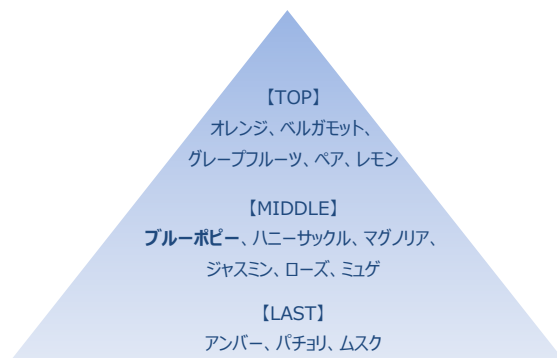 【TOP】
オレンジ、ベルガモット、
グレープフルーツ、ペア、レモン
【MIDDLE】
ブルーポピー、ハニーサックル、マグノリア、
ジャスミン、ローズ、ミュゲ
【LAST】
アンバー、パチョリ、ムスク